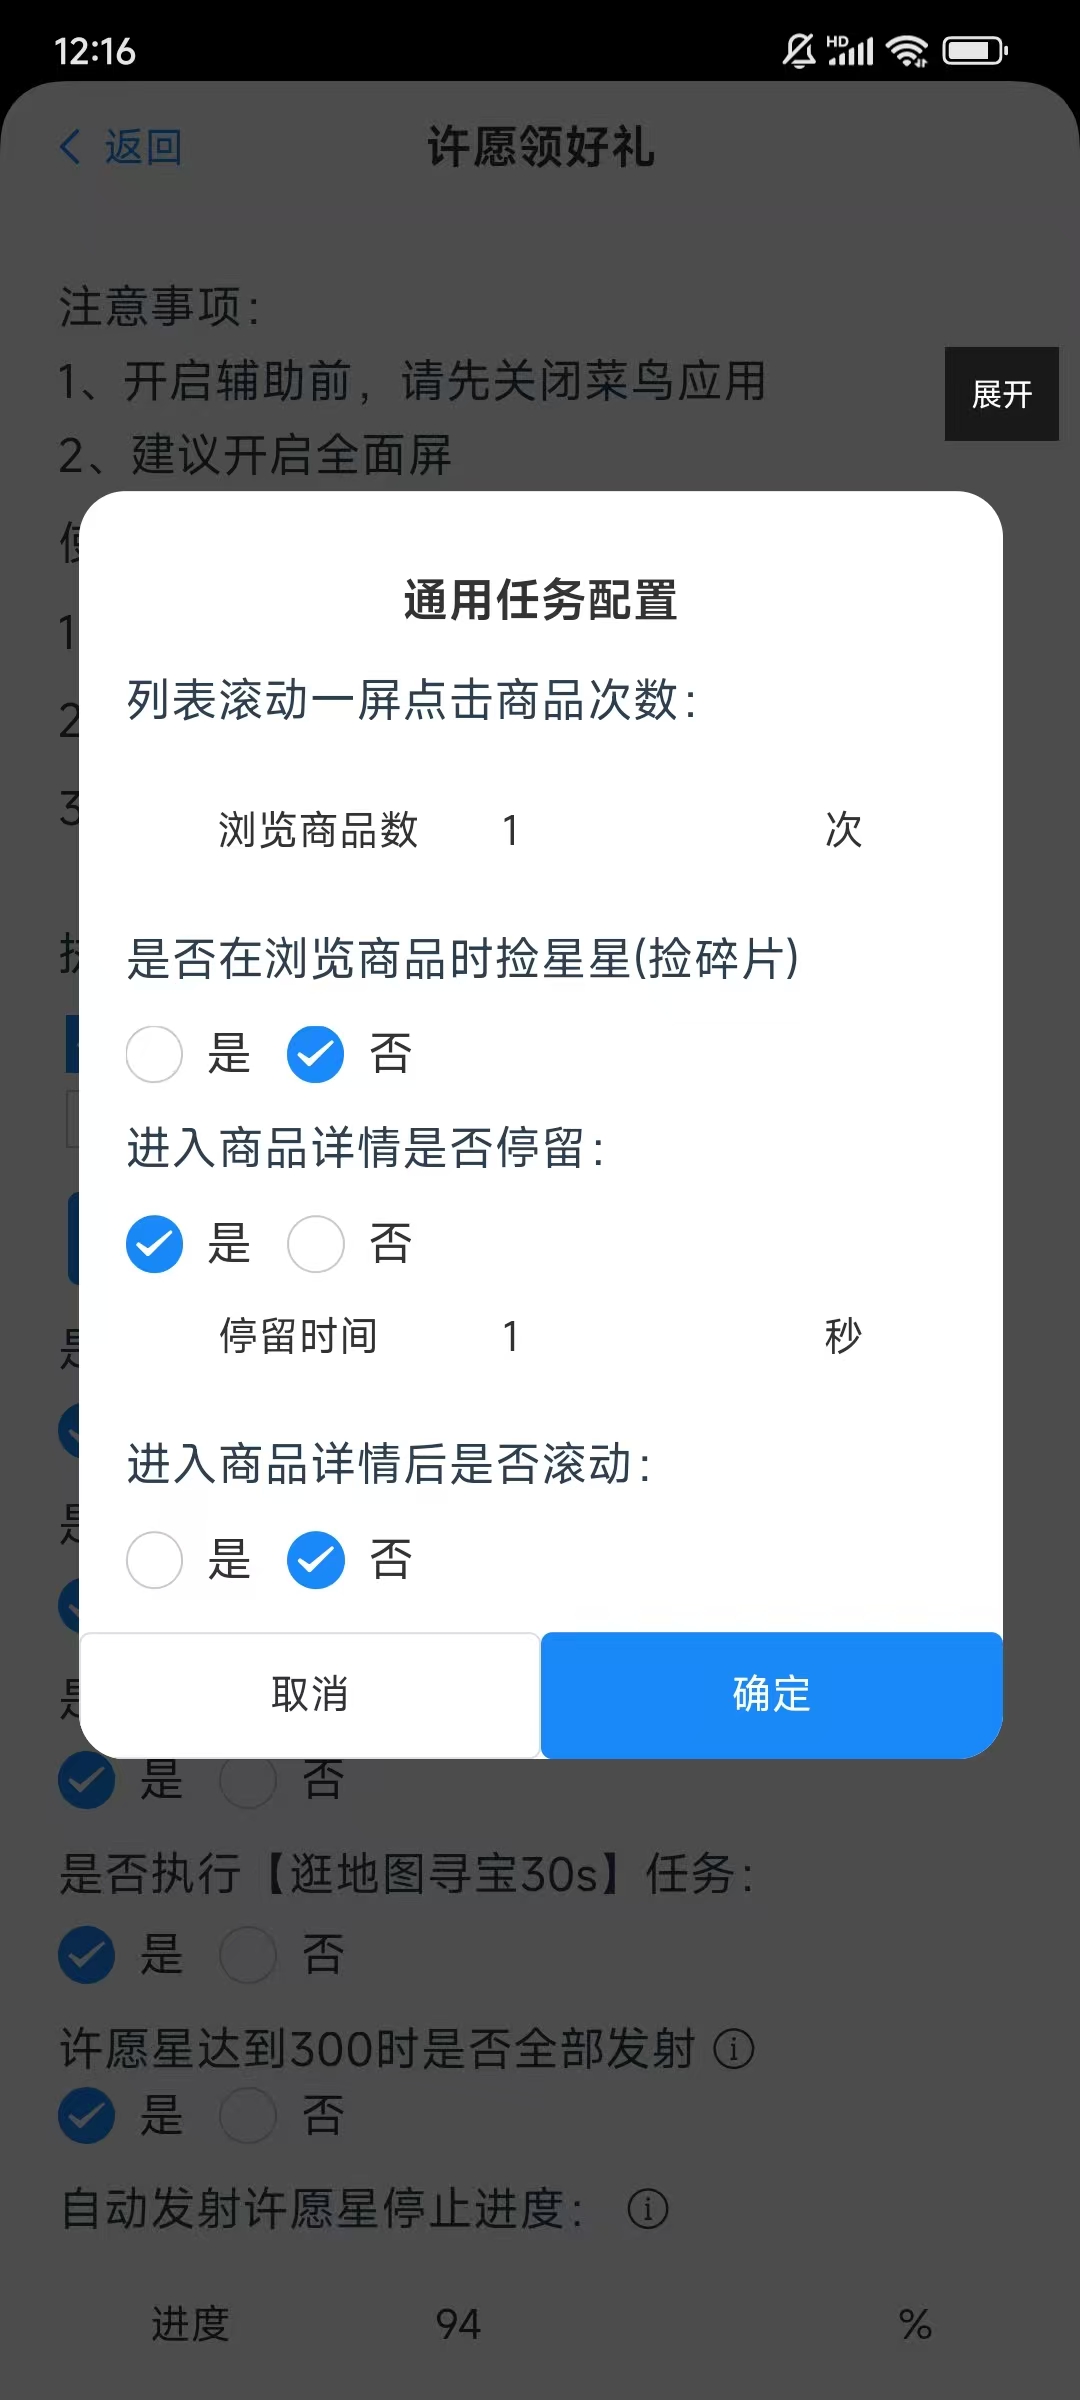 12:16
HD
返回
许愿领好礼
注意事项：
1、开启辅助前，请先关闭菜鸟应用
展开
2、建议开启全面屏
1
2
3
通用任务配置
列表滚动一屏点击商品次数：
浏览商品数 1 次
是否在浏览商品时捡星星(捡碎片)
是 否
进入商品详情是否停留：
是 否
停留时间 1 秒
进入商品详情后是否滚动：
是 否
取消 确定
是 否
是否执行【逛地图寻宝30s】任务：
是 否
许愿星达到300时是否全部发射
是 否
自动发射许愿星停止进度：
进度 94 %